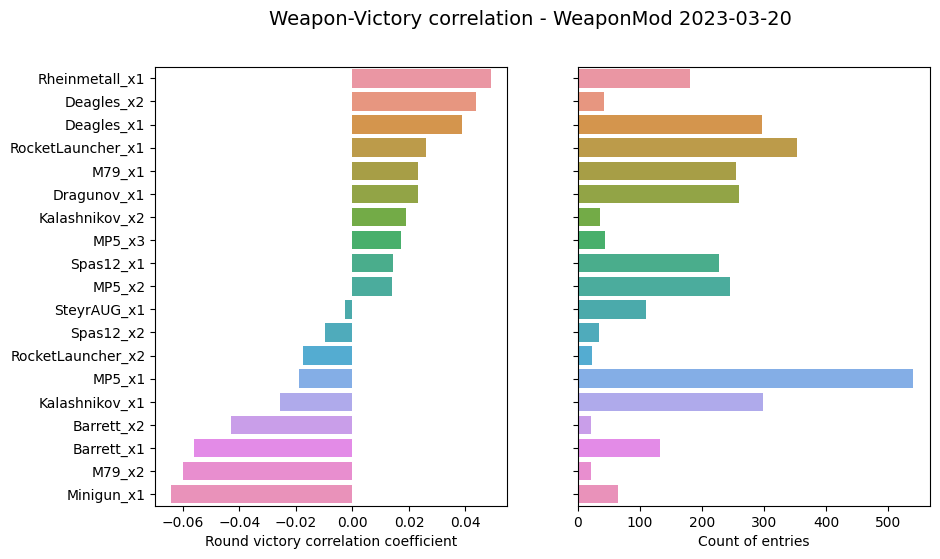 Weapon-Victory correlation - WeaponMod 2023-03-20
Rheinmetall_x1
Deagles_x2
Deagles_x1
RocketLauncher_x1
M79_x1
Dragunov_x1
Kalashnikov_x2
MP5_x3
Spas12_x1
MP5_x2
SteyrAUG_x1
Spas12_x2
RocketLauncher_x2
MP5_x1
Kalashnikov_x1
Barrett_x2
Barrett_x1
M79_x2
Minigun_x1
−0.06 −0.04 −0.02 0.00 0.02 0.04
Round victory correlation coefficient
0 100 200 300 400 500
Count of entries